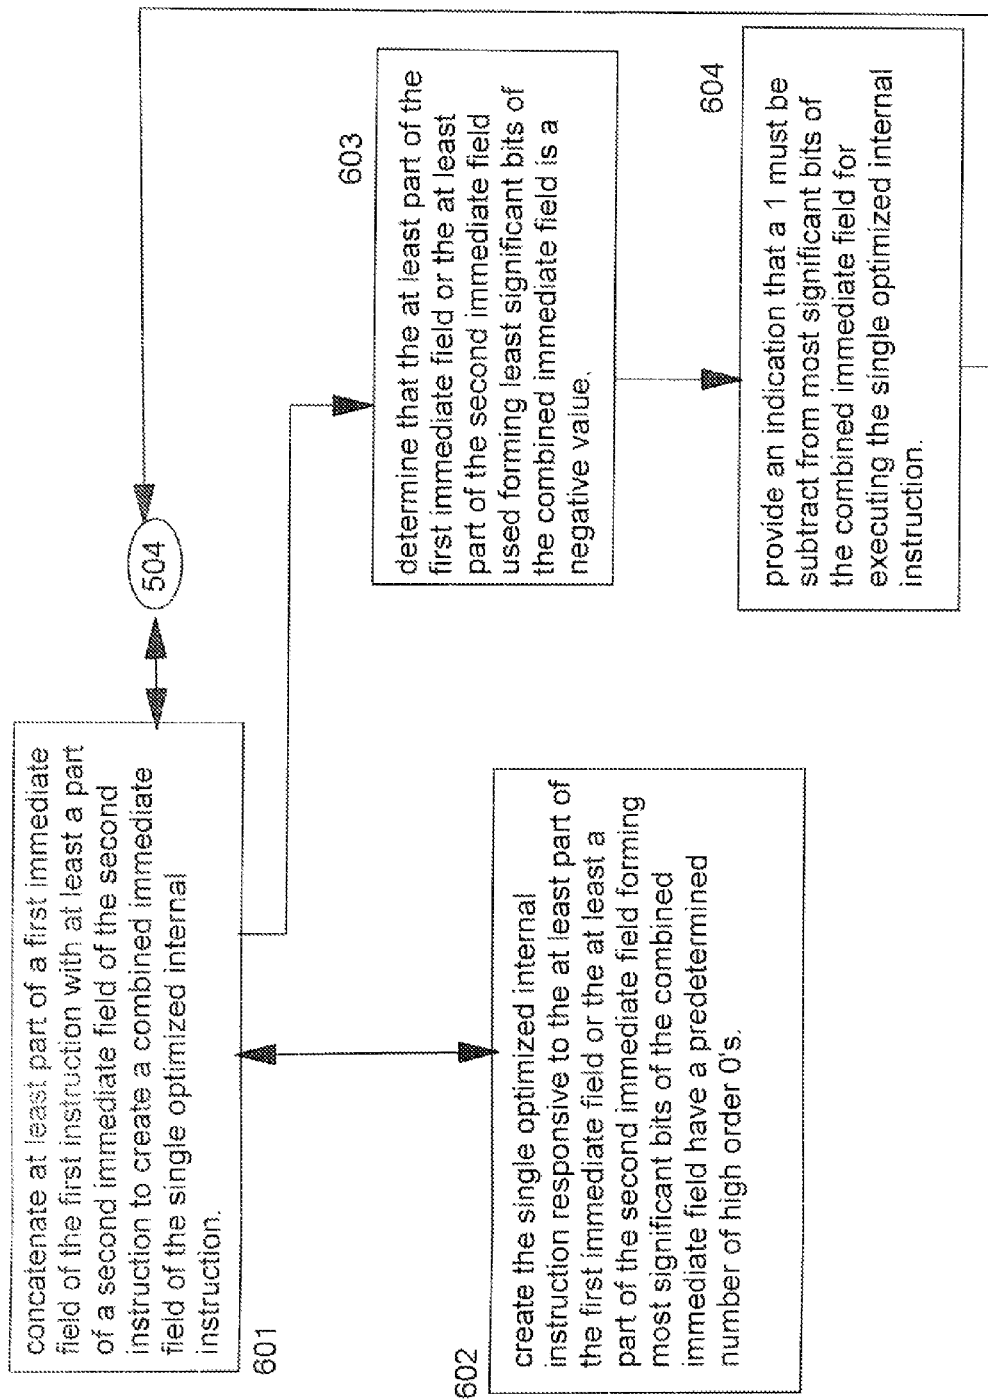 concatenate at least part of a first immediate
field of the first instruction with at least a part
of a second immediate field of the second
instruction to create a combined immediate
field of the single optimized internal
instruction.
601
504
create the single optimized internal
instruction responsive to the at least part of
the first immediate field or the at least a
part of the second immediate field forming
most significant bits of the combined
immediate field have a predetermined
number of high order 0's.
602
determine that the at least part of the
first immediate field or the at least
part of the second immediate field
used forming least significant bits of
the combined immediate field is a
negative value.
603
provide an indication that a 1 must be
subtract from most significant bits of
the combined immediate field for
executing the single optimized internal
instruction.
604